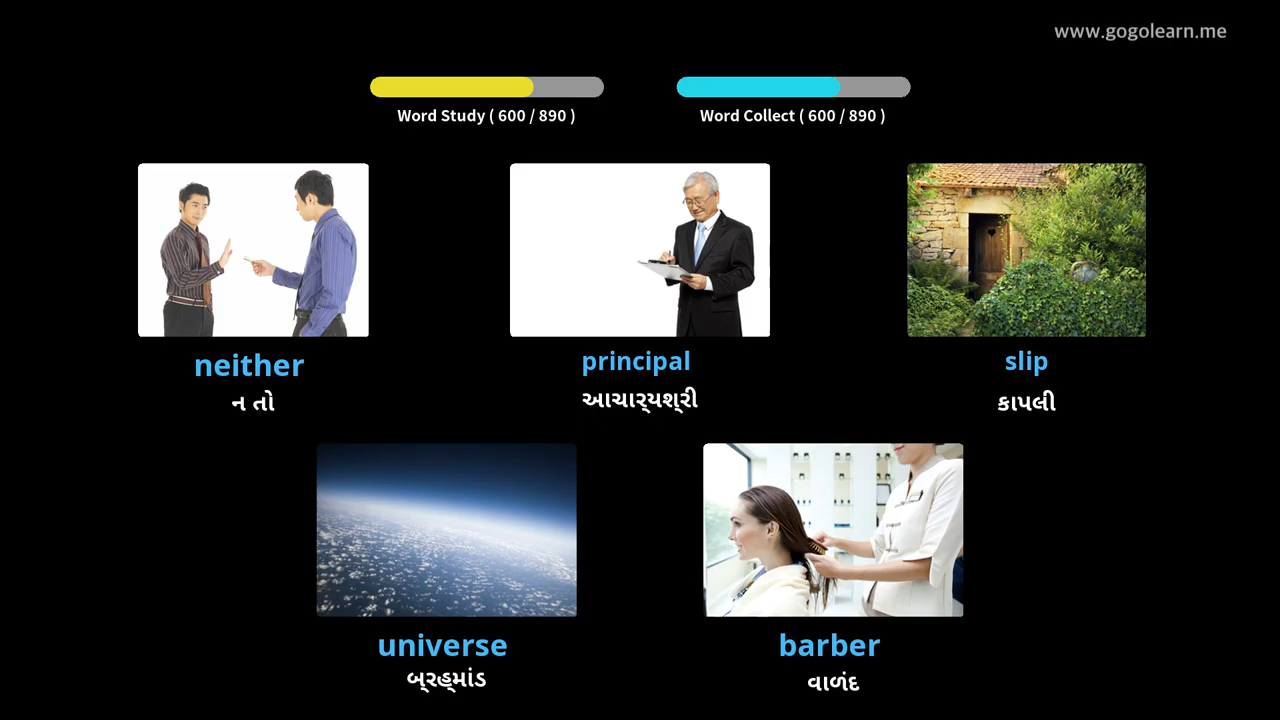 www.gogolearn.me
Word Study ( 600 / 890 )
Word Collect ( 600 / 890 )
neither
ન તો
principal
આચાર્‌યશ્‌રી
slip
કાપલી
universe
બ્‌રહ્‌માંડ
barber
વાળંદ